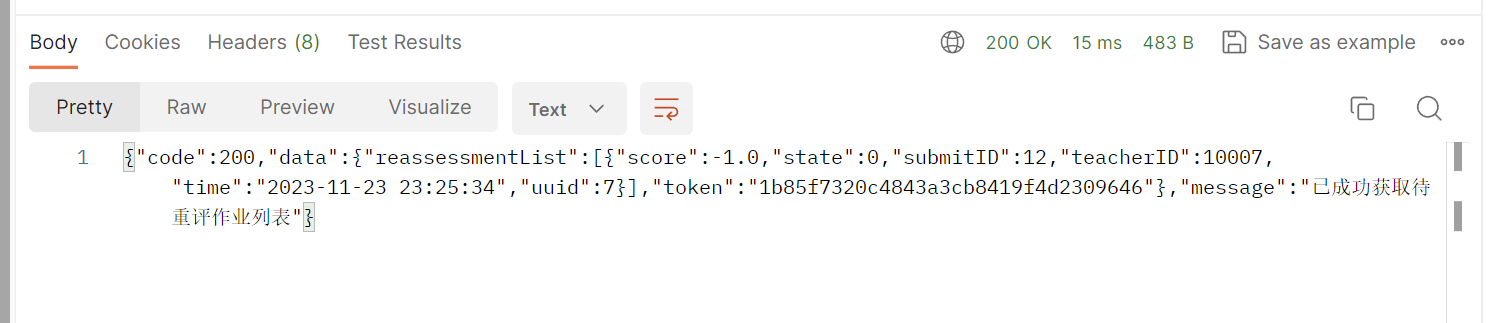 Body Cookies Headers (8) Test Results 200 OK 15 ms 483 B Save as example
Pretty Raw Preview Visualize Text
1 {"code":200,"data":{"reassessmentList":[{"score":-1.0,"state":0,"submitID":12,"teacherID":10007,
"time":"2023-11-23 23:25:34","uuid":7}],"token":"1b85f7320c4843a3cb8419f4d2309646"},"message":"已成功获取待
重评作业列表"}